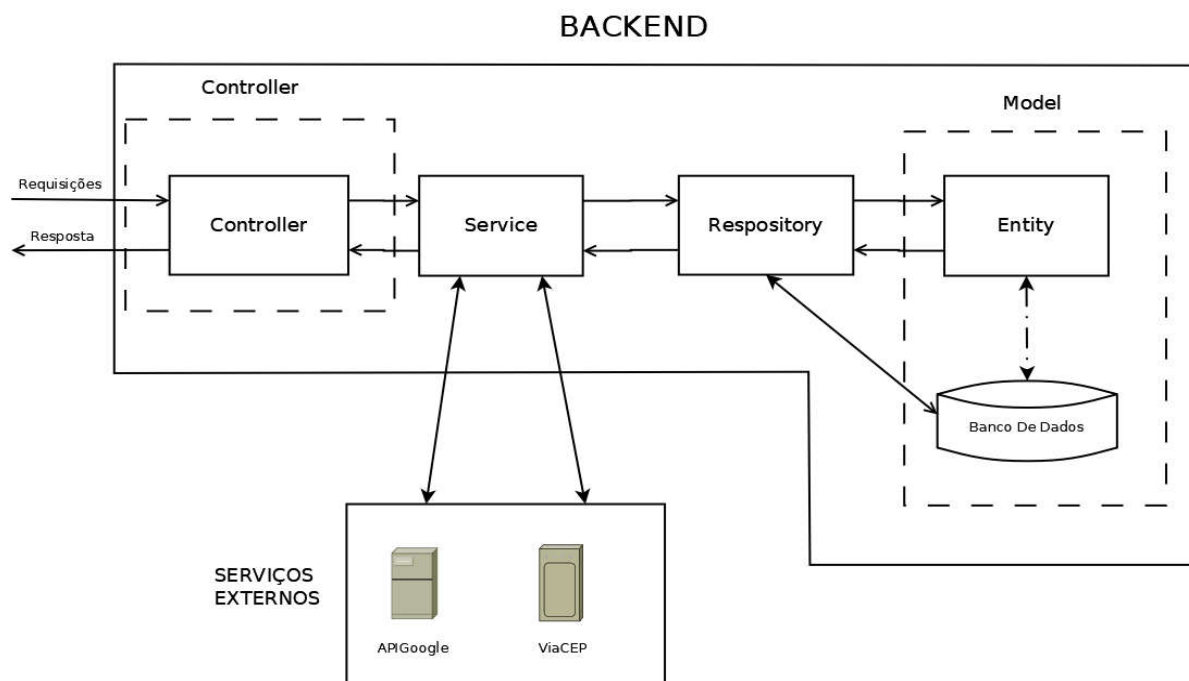 BACKEND
Controller
Model
Requisições
Resposta
Controller
Service
Respository
Entity
Banco De Dados
SERVIÇOS
EXTERNOS
APIGoogle
ViaCEP